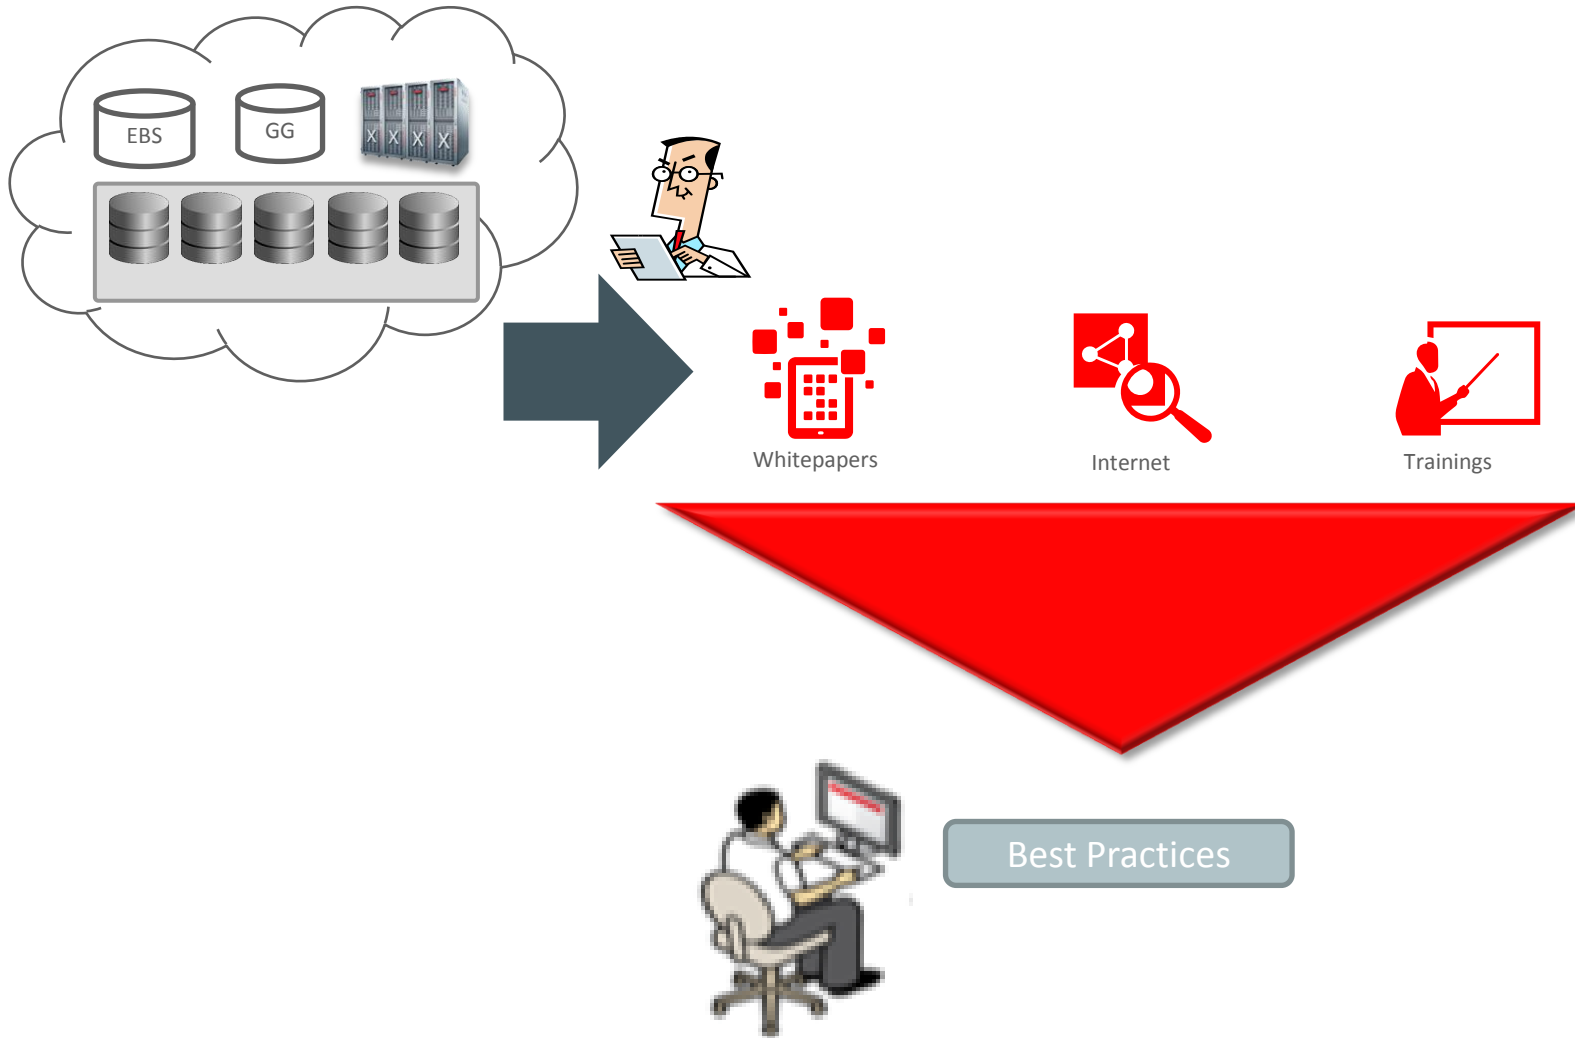 EBS
GG
X X X X
Whitepapers
Internet
Trainings
Best Practices